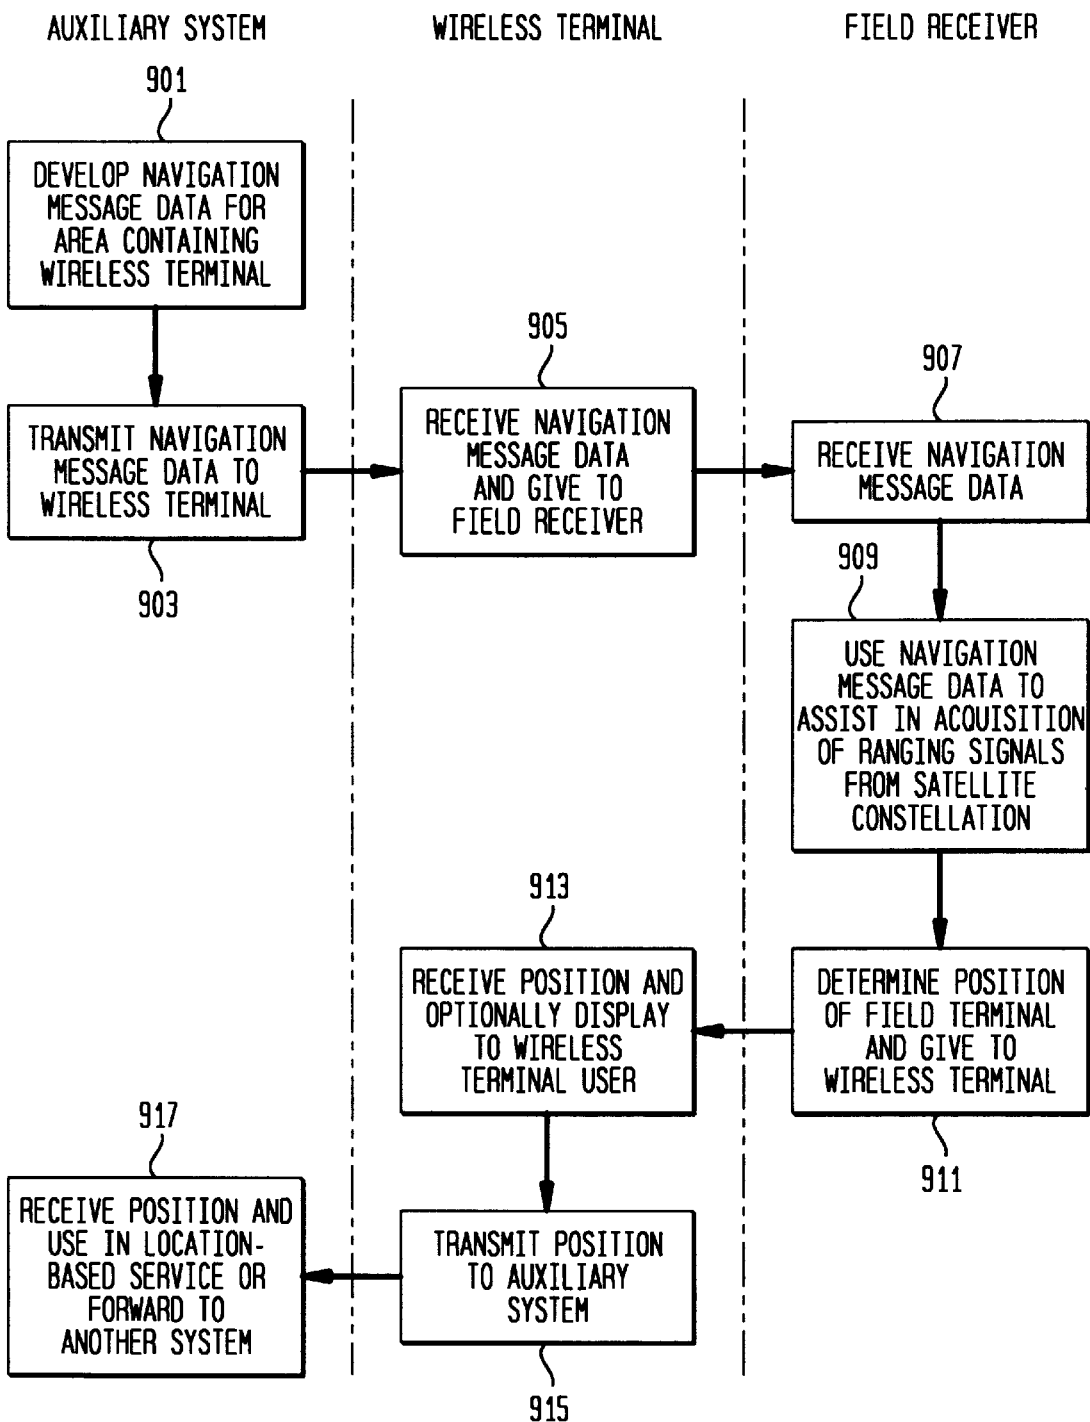 AUXILIARY SYSTEM
WIRELESS TERMINAL
FIELD RECEIVER
901
DEVELOP NAVIGATION
MESSAGE DATA FOR
AREA CONTAINING
WIRELESS TERMINAL
TRANSMIT NAVIGATION
MESSAGE DATA TO
WIRELESS TERMINAL
903
905
RECEIVE NAVIGATION
MESSAGE DATA
AND GIVE TO
FIELD RECEIVER
907
RECEIVE NAVIGATION
MESSAGE DATA
909
USE NAVIGATION
MESSAGE DATA TO
ASSIST IN ACQUISITION
OF RANGING SIGNALS
FROM SATELLITE
CONSTELLATION
DETERMINE POSITION
OF FIELD TERMINAL
AND GIVE TO
WIRELESS TERMINAL
911
913
RECEIVE POSITION AND
OPTIONALLY DISPLAY
TO WIRELESS
TERMINAL USER
TRANSMIT POSITION
TO AUXILIARY
SYSTEM
915
917
RECEIVE POSITION AND
USE IN LOCATION-
BASED SERVICE OR
FORWARD TO
ANOTHER SYSTEM